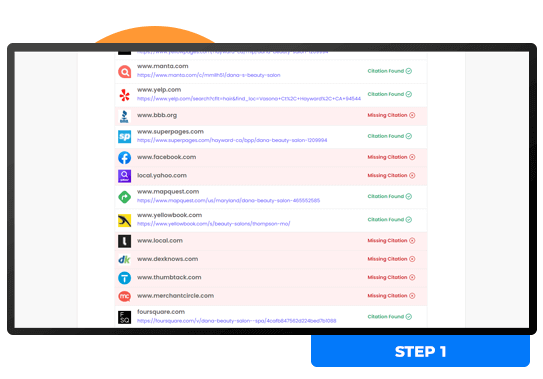 www.manta.com
https://www.manta.com/c/mmlth5l/dana-s-beauty-salon
Citation Found
www.yelp.com
https://www.yelp.com/search?cflt=hair&find_loc=Vasona+Ct%2C+Hayward%2C+CA+94544
Citation Found
www.bbb.org
Missing Citation
www.superpages.com
https://www.superpages.com/hayward-ca/bpp/dana-beauty-salon-1309994
Citation Found
www.facebook.com
Missing Citation
local.yahoo.com
Missing Citation
www.mapquest.com
https://www.mapquest.com/us/maryland/dana-beauty-salon-465552585
Citation Found
www.yellowbook.com
https://www.yellowbook.com/s/beauty-salons/thompson-mo/
Citation Found
www.local.com
Missing Citation
www.dexknows.com
Missing Citation
www.thumbtack.com
Missing Citation
www.merchantcircle.com
Missing Citation
foursquare.com
https://foursquare.com/v/dana-beauty-salon--spa/4cafb847562d224bed7b1088
Citation Found
STEP 1